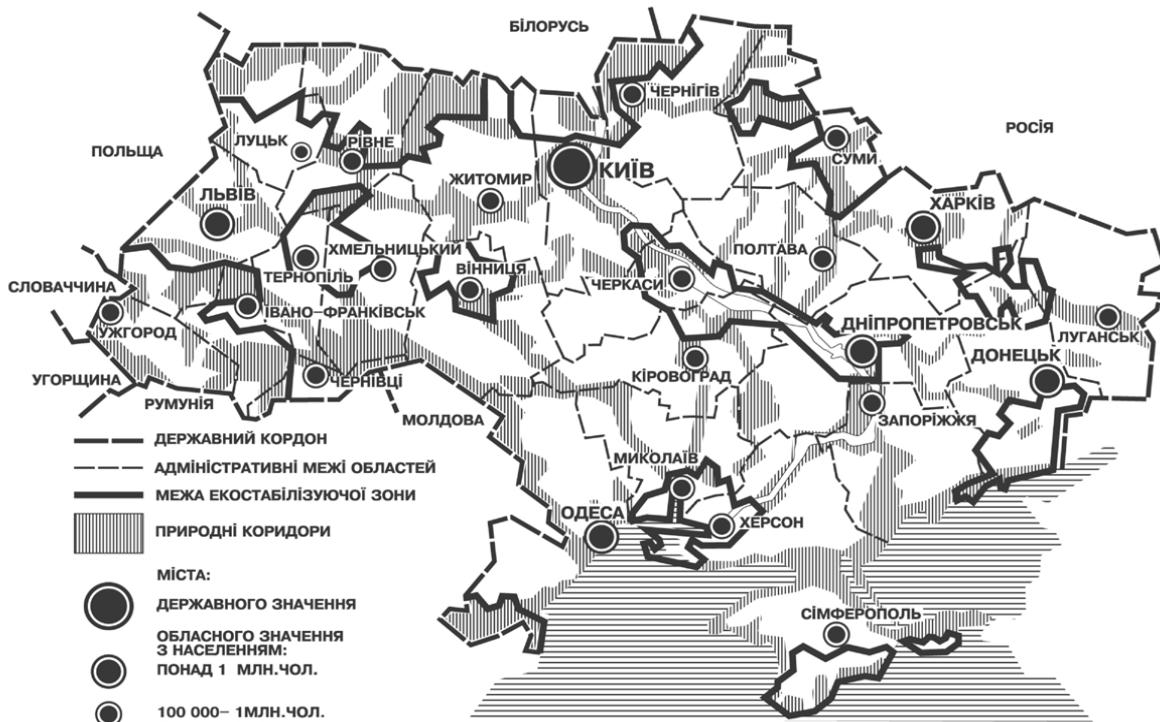 БІЛОРУСЬ
ЧЕРНІГІВ
РОСІЯ
ПОЛЬЩА
ЛУЦЬК
РІВНЕ
СУМИ
КИЇВ
ЖИТОМИР
ЛЬВІВ
ХАРКІВ
ХМЕЛЬНИЦЬКИЙ
ПОЛТАВА
ТЕРНОПІЛЬ
ВІННИЦЯ
ЧЕРКАСИ
СЛОВАЧЧИНА
ІВАНО–ФРАНКІВСЬК
УЖГОРОД
ДНІПРОПЕТРОВСЬК
ЛУГАНСЬК
ДОНЕЦЬК
УГОРЩИНА
ЧЕРНІВЦІ
КІРОВОГРАД
РУМУНІЯ
МОЛДОВА
ЗАПОРІЖЖЯ
МИКОЛАЇВ
ОДЕСА
ХЕРСОН
СІМФЕРОПОЛЬ
ДЕРЖАВНИЙ КОРДОН
АДМІНІСТРАТИВНІ МЕЖІ ОБЛАСТЕЙ
МЕЖА ЕКОСТАБІЛІЗУЮЧОЇ ЗОНИ
ПРИРОДНІ КОРИДОРИ
МІСТА:
ДЕРЖАВНОГО ЗНАЧЕННЯ
ОБЛАСНОГО ЗНАЧЕННЯ
З НАСЕЛЕННЯМ:
ПОНАД 1 МЛН.ЧОЛ.
100 000– 1МЛН.ЧОЛ.